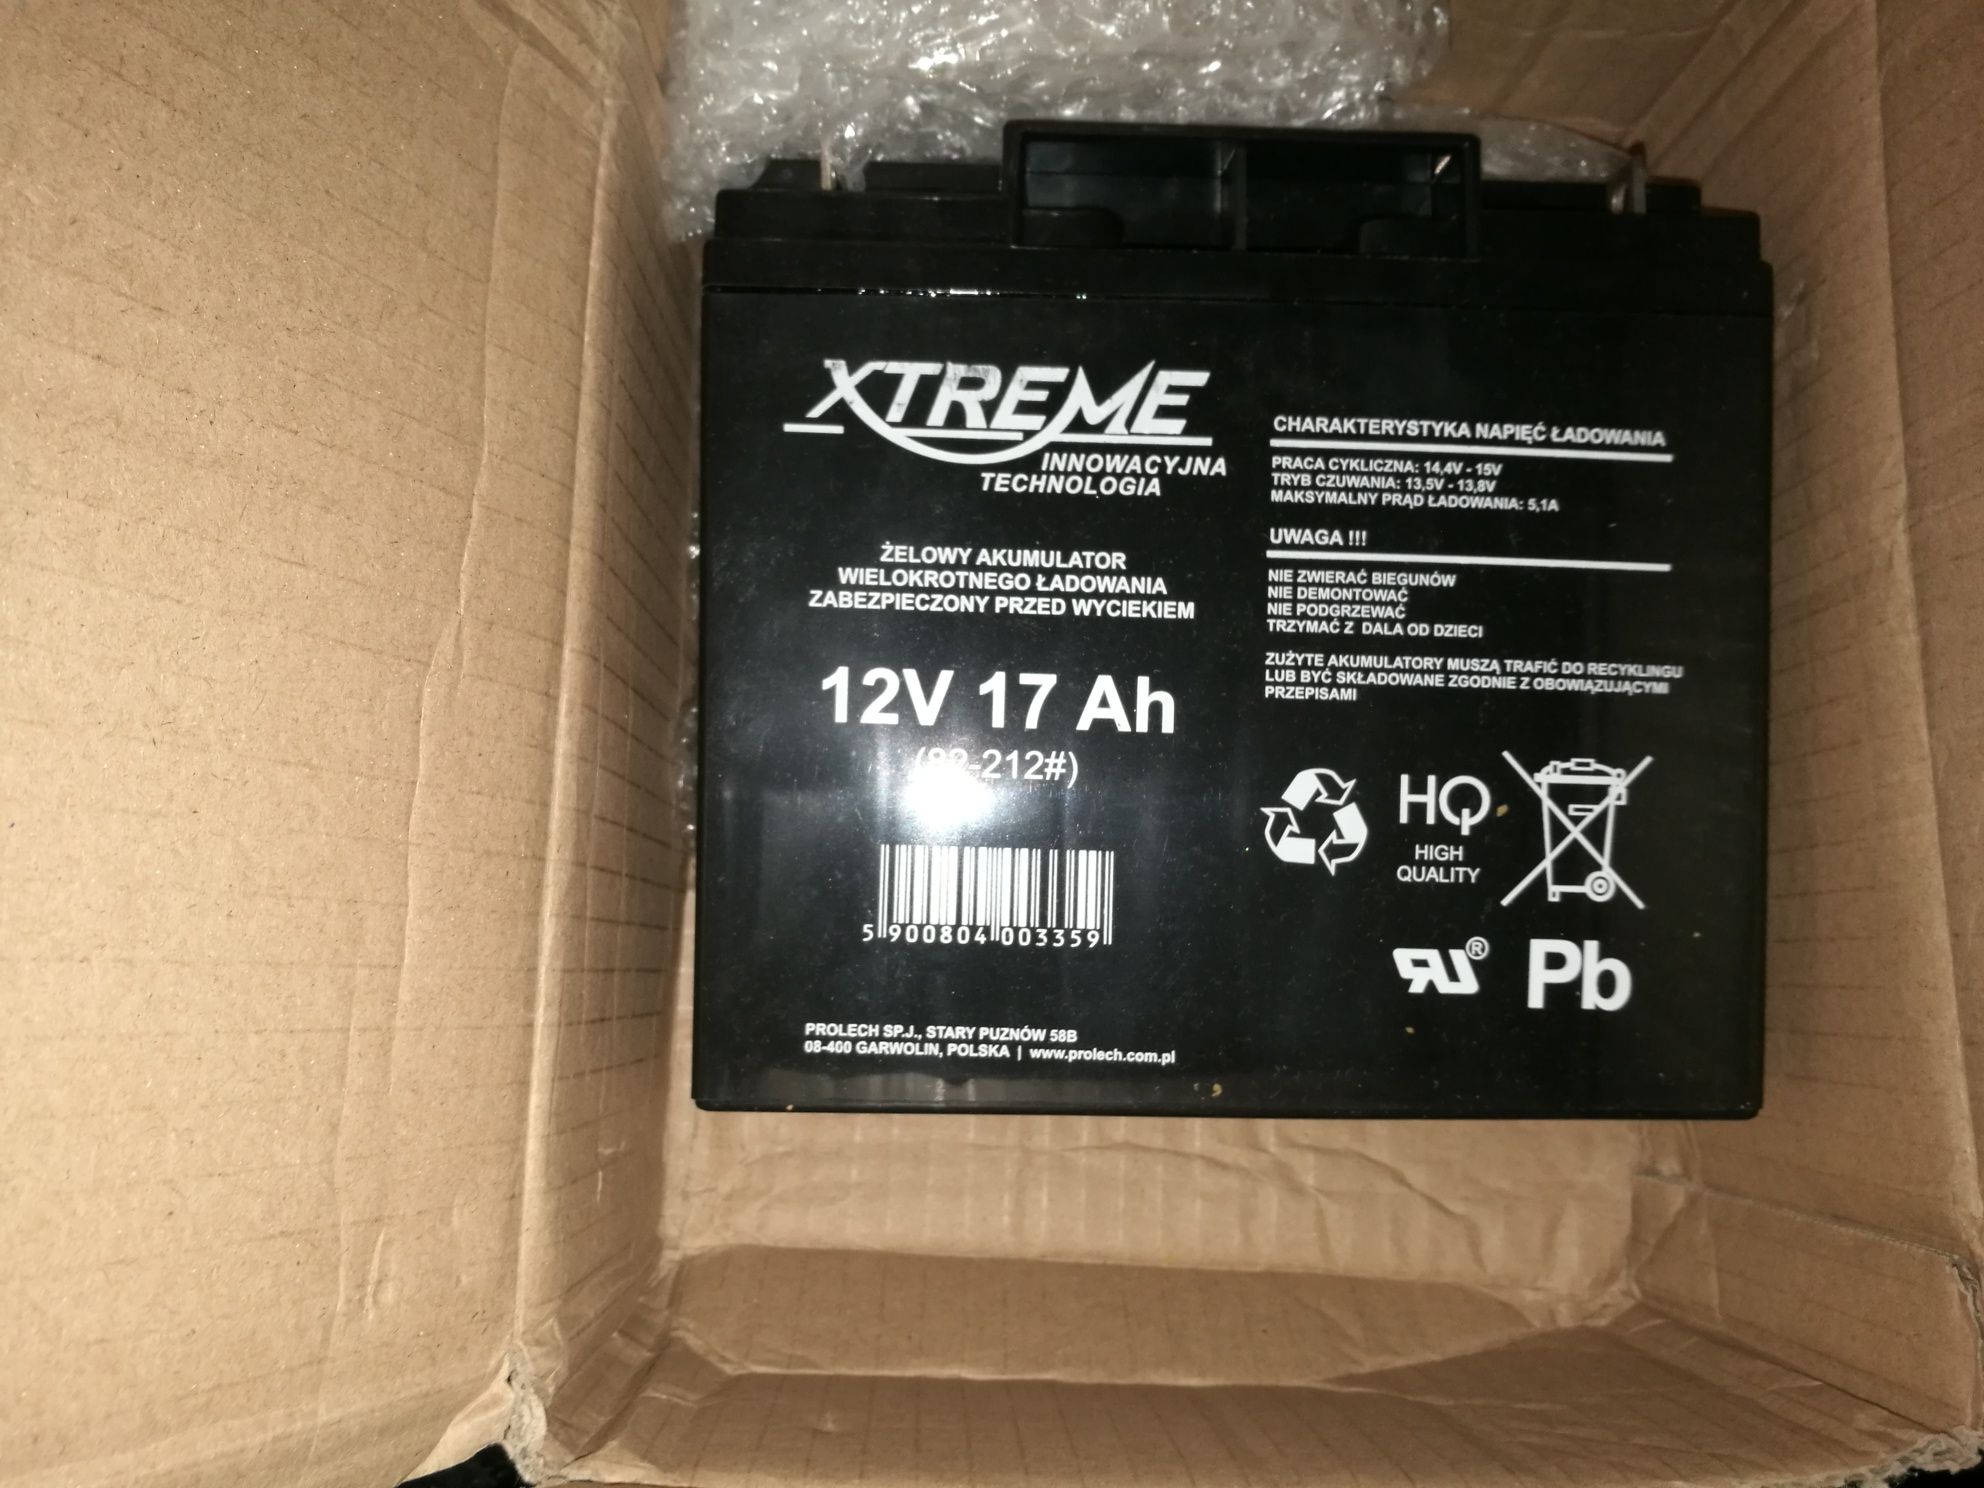 XTREME
INNOWACYJNA
TECHNOLOGIA
ŻELOWY AKUMULATOR
WIELOKROTNEGO ŁADOWANIA
ZABEZPIECZONY PRZED WYCIEKIEM
12V 17 Ah
-212#)
5 900804 003359
PROLECH SP.J., STARY PUZNÓW 58B
08-400 GARWOLIN, POLSKA | www.prolech.com.pl
CHARAKTERYSTYKA NAPIĘĆ ŁADOWANIA
PRACA CYKLICZNA: 14,4V - 15V
TRYB CZUWANIA: 13,5V - 13,8V
MAKSYMALNY PRĄD ŁADOWANIA: 5,1A
UWAGA !!!
NIE ZWIERAĆ BIEGUNÓW
NIE DEMONTOWAĆ
NIE PODGRZEWAĆ
TRZYMAĆ Z DALA OD DZIECI
ZUŻYTE AKUMULATORY MUSZĄ TRAFIĆ DO RECYKLINGU
LUB BYĆ SKŁADOWANE ZGODNIE Z OBOWIĄZUJĄCYMI
PRZEPISAMI
HQ
HIGH
QUALITY
RU®
Pb